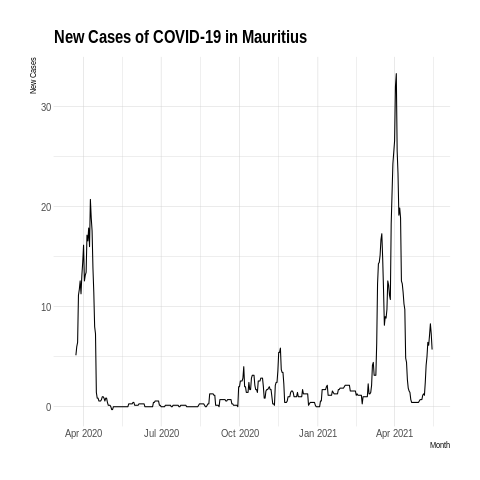 New Cases of COVID-19 in Mauritius
New Cases
30
20
10
0
Apr 2020 Jul 2020 Oct 2020 Jan 2021 Apr 2021
Month